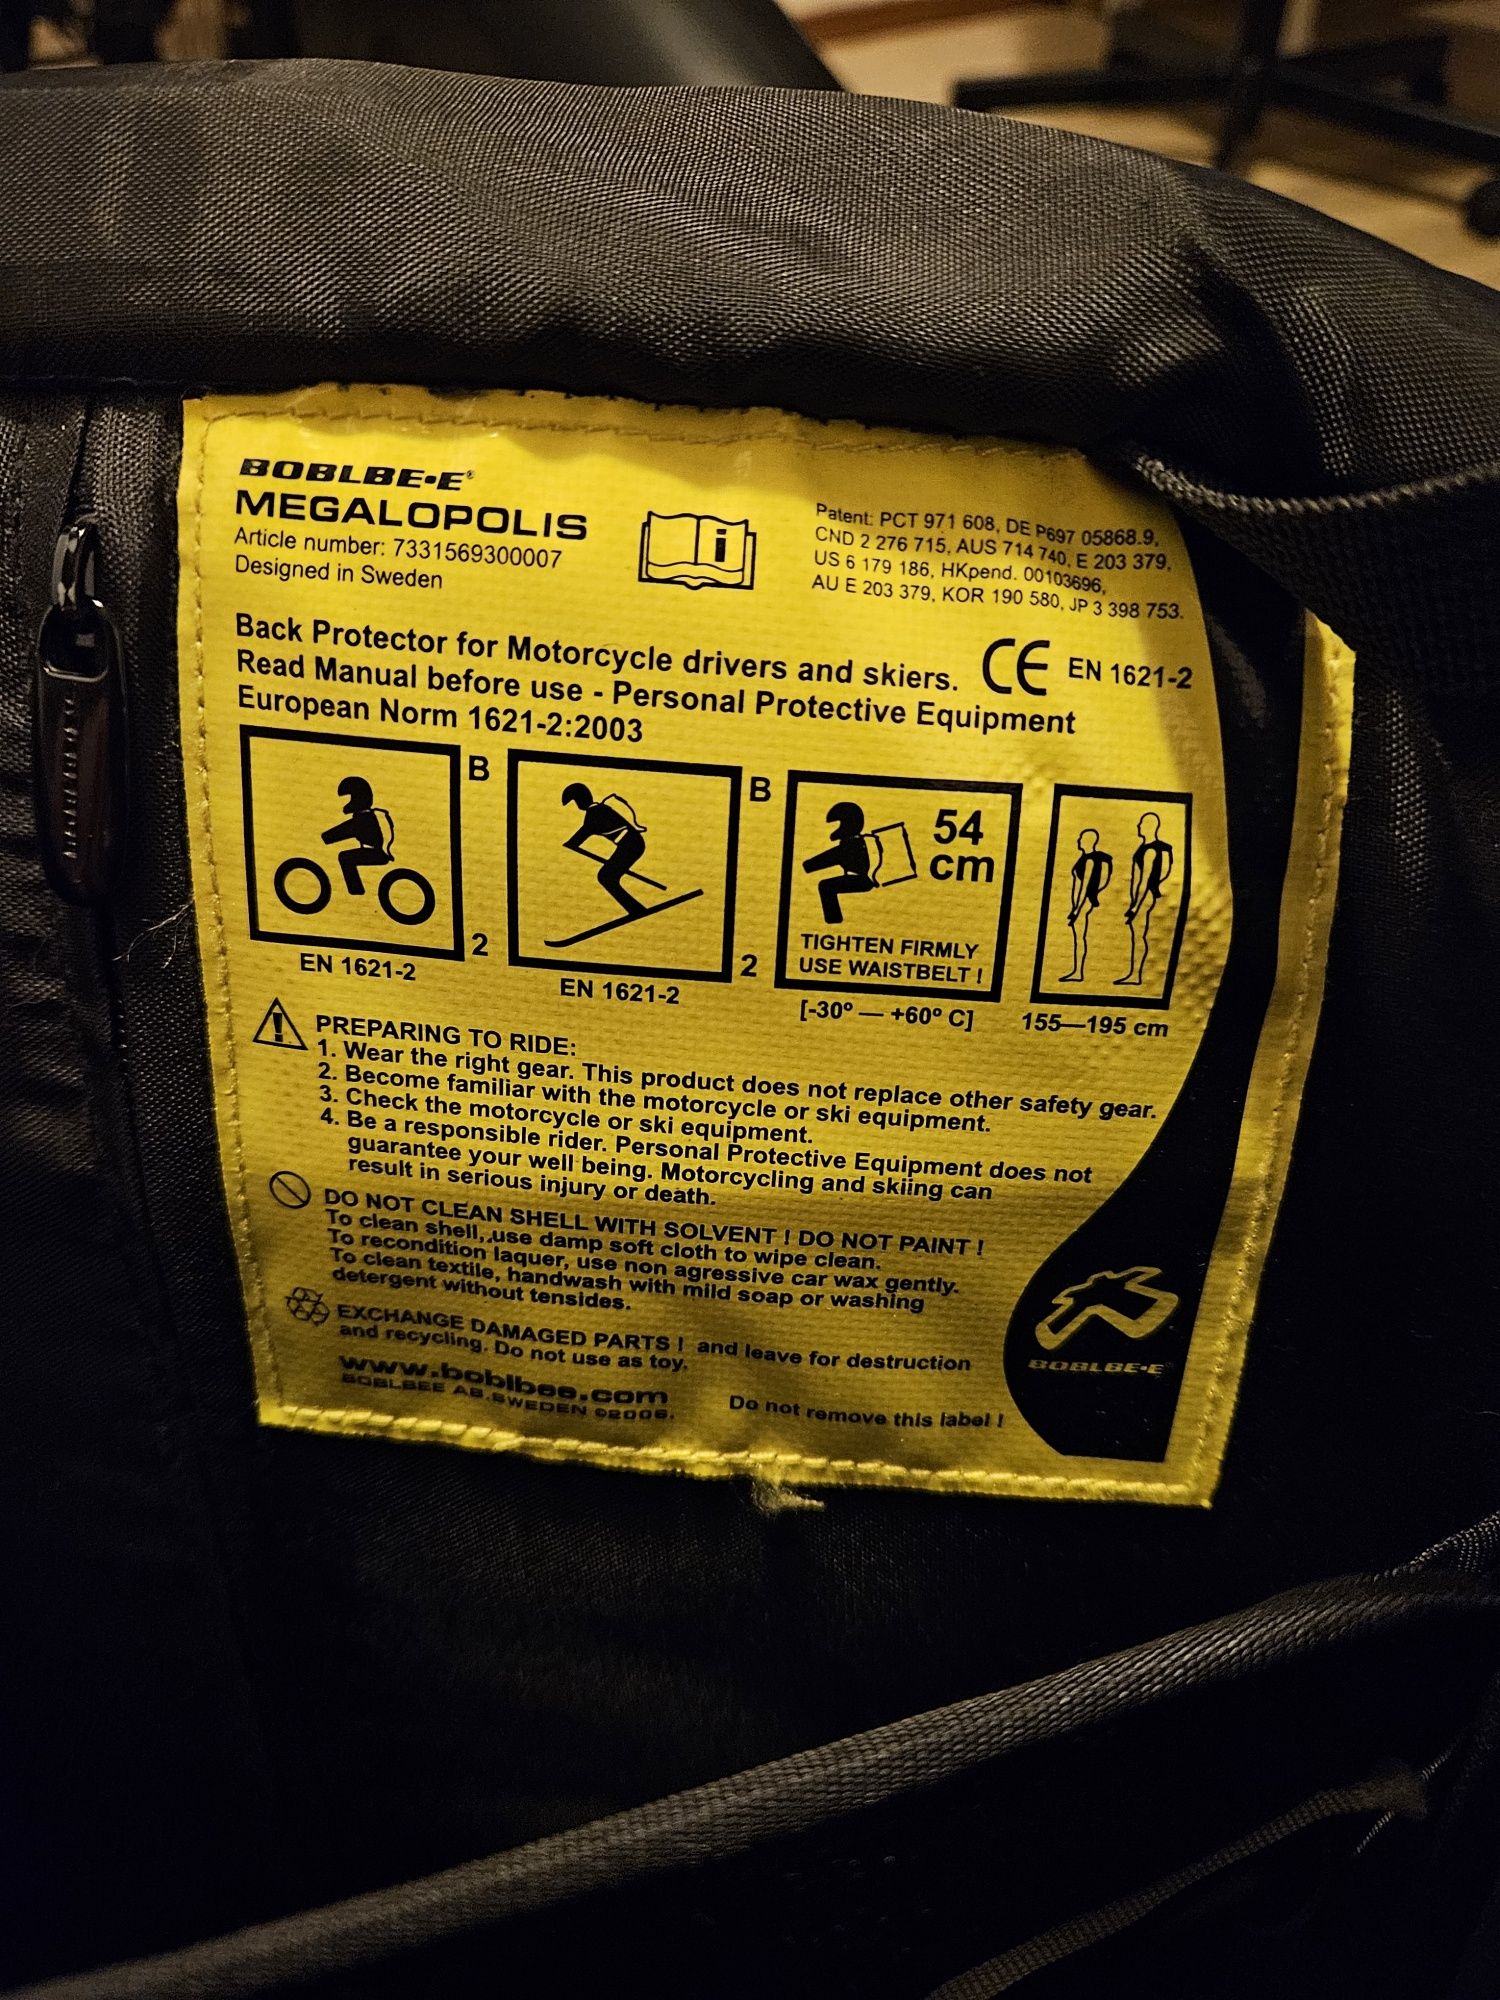 BOBLBE·E®
MEGALOPOLIS
Article number: 7331569300007
Designed in Sweden
i
Patent: PCT 971 608, DE P697 05868.9,
CND 2 276 715, AUS 714 740, E 203 379,
US 6 179 186, HKpend. 00103696,
AU E 203 379, KOR 190 580, JP 3 398 753.
Back Protector for Motorcycle drivers and skiers. CE EN 1621-2
Read Manual before use - Personal Protective Equipment
European Norm 1621-2:2003
B
2
EN 1621-2
B
2
EN 1621-2
54
cm
TIGHTEN FIRMLY
USE WAISTBELT !
[-30º — +60º C]
155—195 cm
PREPARING TO RIDE:
1. Wear the right gear. This product does not replace other safety gear.
2. Become familiar with the motorcycle or ski equipment.
3. Check the motorcycle or ski equipment.
4. Be a responsible rider. Personal Protective Equipment does not
guarantee your well being. Motorcycling and skiing can
result in serious injury or death.
DO NOT CLEAN SHELL WITH SOLVENT ! DO NOT PAINT !
To clean shell, use damp soft cloth to wipe clean.
To recondition laquer, use non agressive car wax gently.
To clean textile, handwash with mild soap or washing
detergent without tensides.
EXCHANGE DAMAGED PARTS ! and leave for destruction
and recycling. Do not use as toy.
www.boblbee.com
BOBLBEE AB.SWEDEN ©2006.
Do not remove this label !
BOBLBE·E